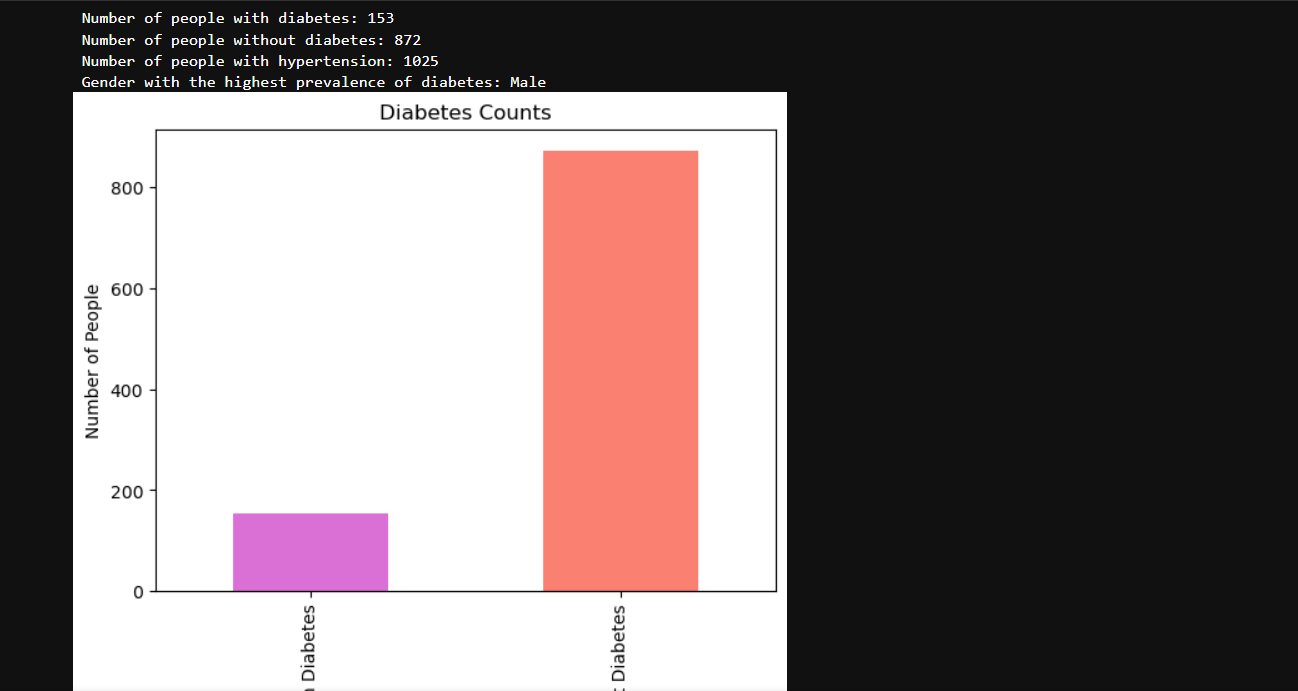 Number of people with diabetes: 153
Number of people without diabetes: 872
Number of people with hypertension: 1025
Gender with the highest prevalence of diabetes: Male
Diabetes Counts
Number of People
800
600
400
200
0
Diabetes
Diabetes